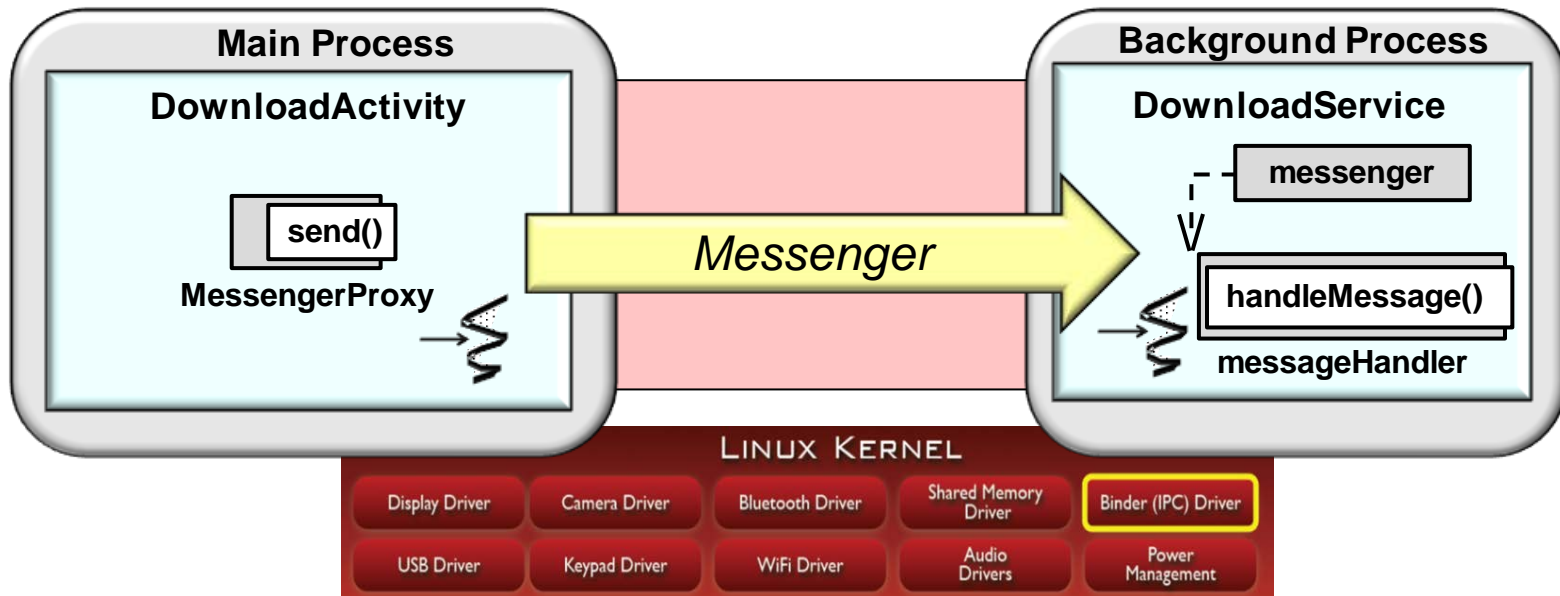 Main Process
DownloadActivity
send()
MessengerProxy
Messenger
Background Process
DownloadService
messenger
handleMessage()
messageHandler
LINUX KERNEL
Display Driver
Camera Driver
Bluetooth Driver
Shared Memory
Driver
Binder (IPC) Driver
USB Driver
Keypad Driver
WiFi Driver
Audio
Drivers
Power
Management